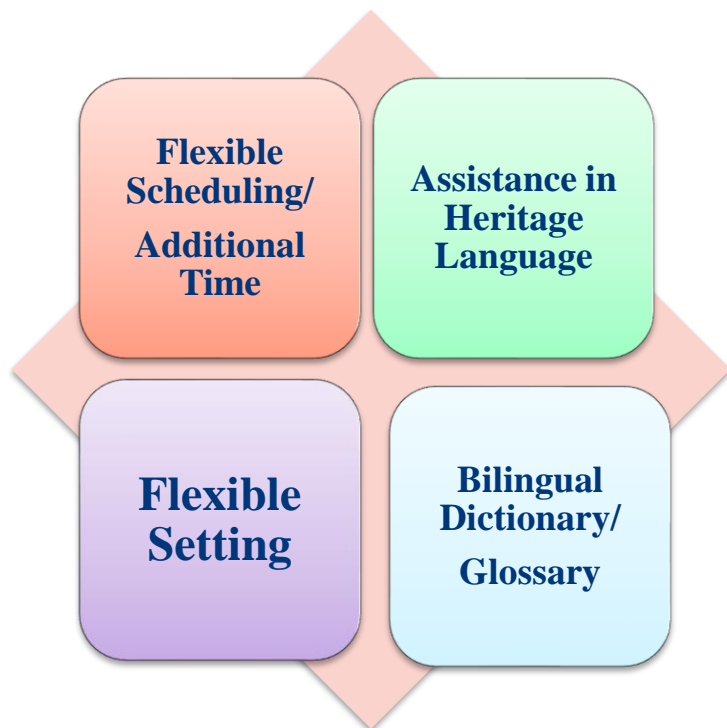 Flexible
Scheduling/
Additional
Time
Assistance in
Heritage
Language
Flexible
Setting
Bilingual
Dictionary/
Glossary